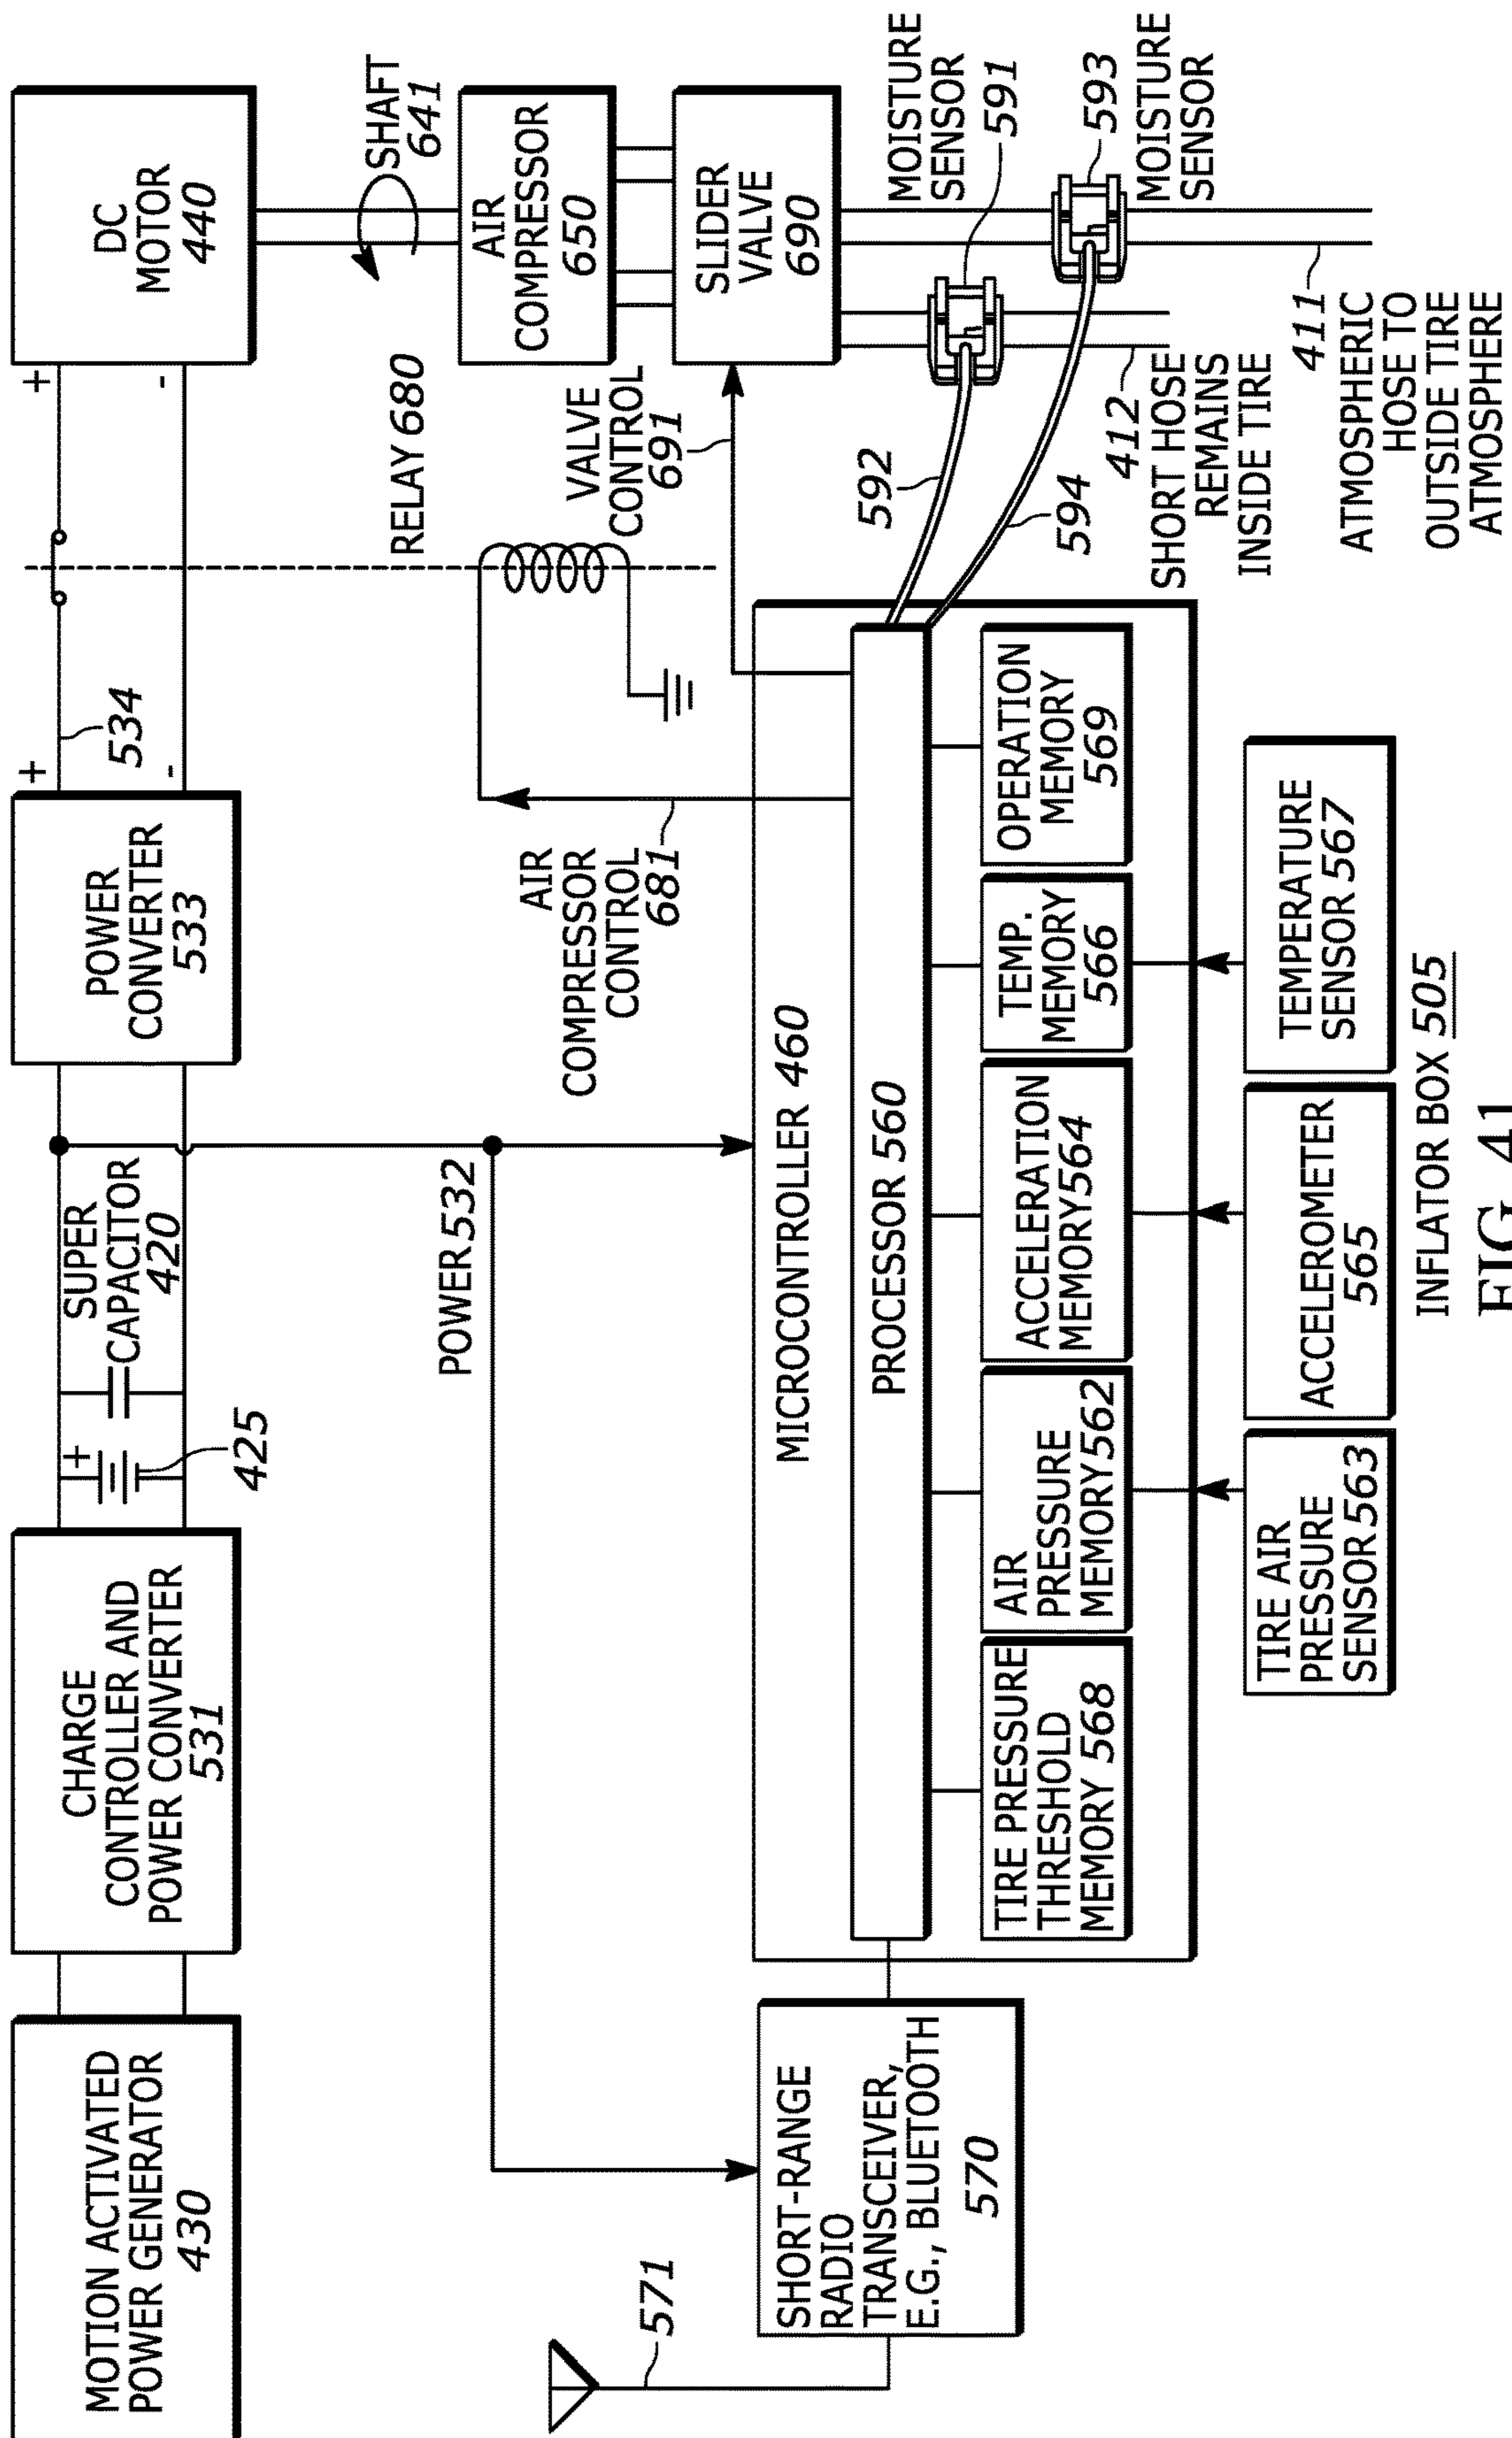 MOTION ACTIVATED
POWER GENERATOR
430
CHARGE
CONTROLLER AND
POWER CONVERTER
531
+
425
SUPER
CAPACITOR
420
POWER
CONVERTER
533
+
-
534
+
-
DC
MOTOR
440
SHAFT
641
RELAY 680
AIR
COMPRESSOR
650
POWER 532
AIR
COMPRESSOR
CONTROL
681
VALVE
CONTROL
691
SLIDER
VALVE
690
571
SHORT-RANGE
RADIO
TRANSCEIVER,
E.G., BLUETOOTH
570
MICROCONTROLLER 460
PROCESSOR 560
TIRE PRESSURE
THRESHOLD
MEMORY 568
AIR
PRESSURE
MEMORY 562
ACCELERATION
MEMORY 564
TEMP.
MEMORY
566
OPERATION
MEMORY
569
592
594
MOISTURE
SENSOR
591
593
MOISTURE
SENSOR
412
SHORT HOSE
REMAINS
INSIDE TIRE
411
ATMOSPHERIC
HOSE TO
OUTSIDE TIRE
ATMOSPHERE
TIRE AIR
PRESSURE
SENSOR 563
ACCELEROMETER
565
TEMPERATURE
SENSOR 567
INFLATOR BOX 505
FIG. 41